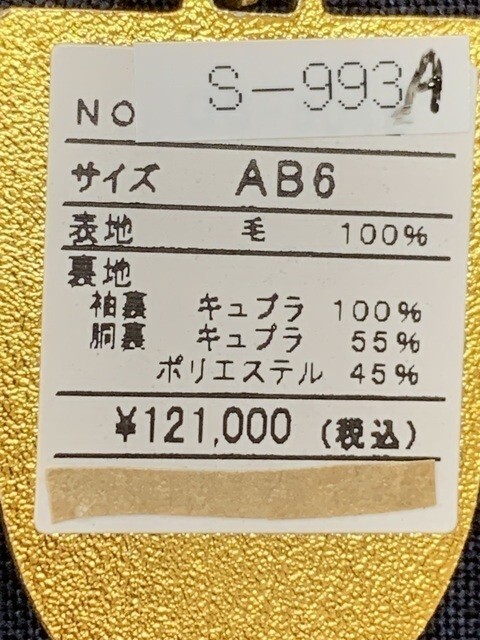 NO S-993A
サイズ AB6
表地 毛 100%
裏地
袖裏 キュプラ 100%
胴裏 キュプラ 55%
ポリエステル 45%
¥121,000 (税込)